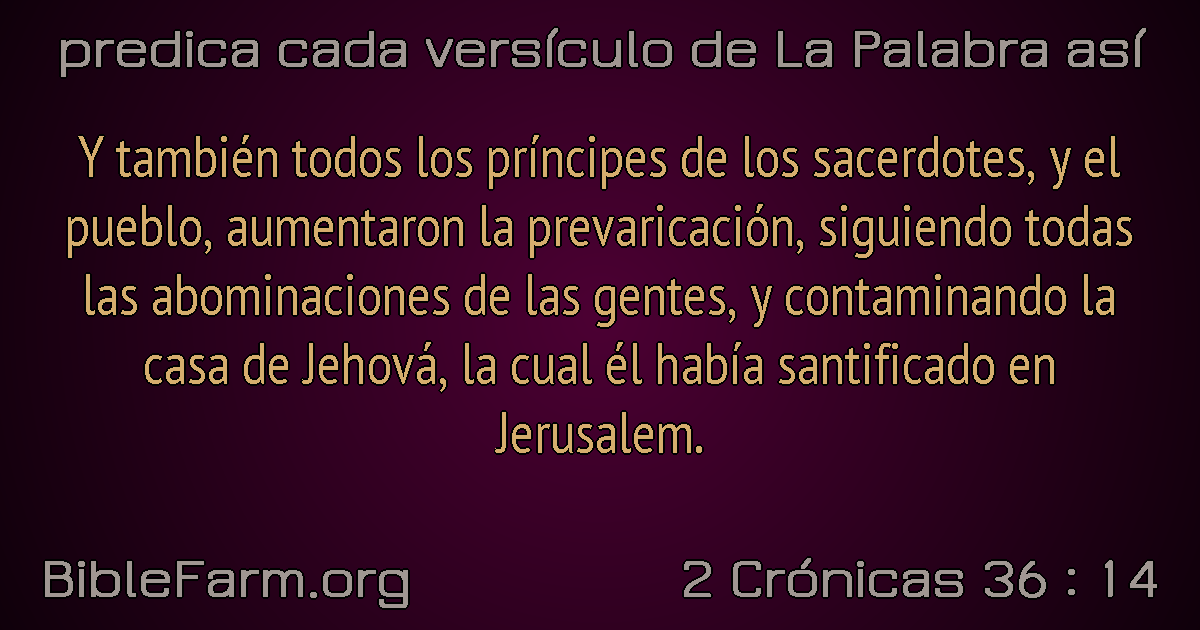 predica cada versículo de La Palabra así
Y también todos los príncipes de los sacerdotes, y el
pueblo, aumentaron la prevaricación, siguiendo todas
las abominaciones de las gentes, y contaminando la
casa de Jehová, la cual él había santificado en
Jerusalem.
BibleFarm.org
2 Crónicas 36 : 14